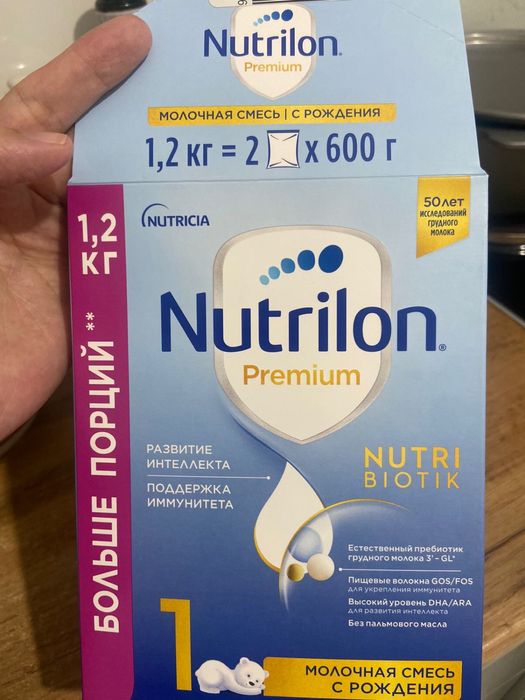 Nutrilon®
Premium
МОЛОЧНАЯ СМЕСЬ | С РОЖДЕНИЯ
1,2 кг = 2 x 600 г
1,2 кг
БОЛЬШЕ ПОРЦИЙ**
NUTRICIA
50 лет
исследований
грудного
молока
Nutrilon®
Premium
РАЗВИТИЕ
ИНТЕЛЛЕКТА
ПОДДЕРЖКА
ИММУНИТЕТА
NUTRI
BIOTIK
Естественный пребиотик
грудного молока 3' – GL*
Пищевые волокна GOS/FOS
для укрепления иммунитета
Высокий уровень DHA/ARA
для развития интеллекта
Без пальмового масла
1
МОЛОЧНАЯ СМЕСЬ
С РОЖДЕНИЯ